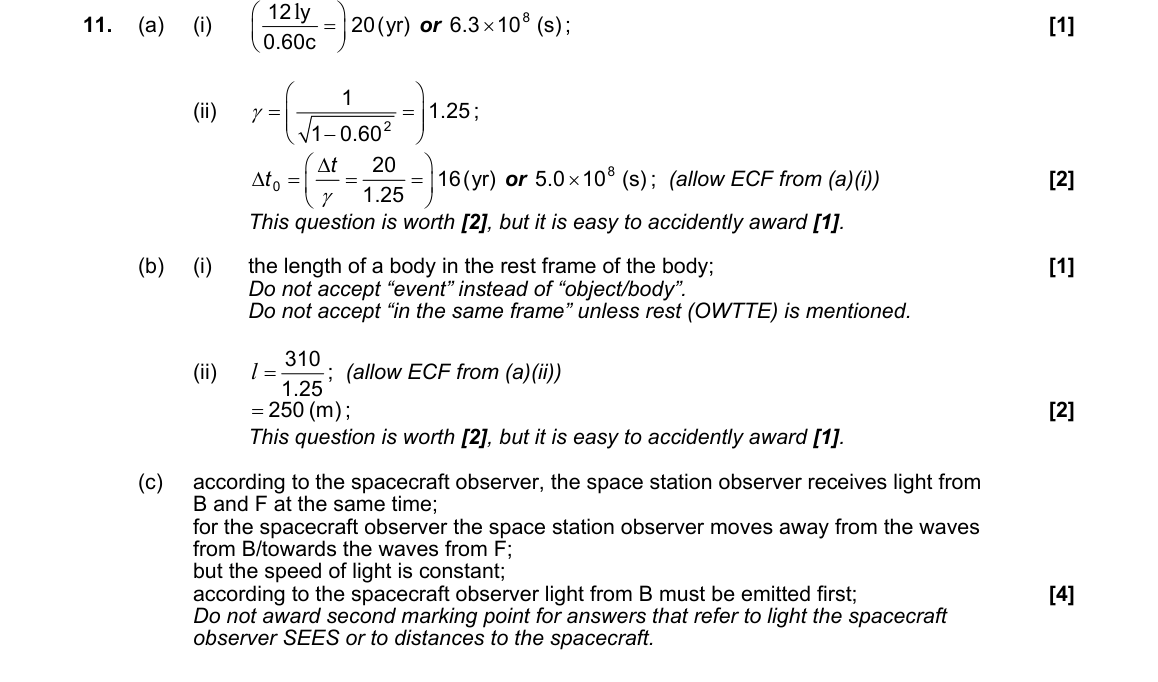 11. (a) (i) (12 ly / 0.60c =) 20 (yr) or 6.3 × 10⁸ (s); [1]
(ii) γ = (1 / √(1 − 0.60²) =) 1.25;
Δt₀ = (Δt / γ = 20 / 1.25 =) 16 (yr) or 5.0 × 10⁸ (s); (allow ECF from (a)(i)) [2]
This question is worth [2], but it is easy to accidently award [1].
(b) (i) the length of a body in the rest frame of the body; [1]
Do not accept “event” instead of “object/body”.
Do not accept “in the same frame” unless rest (OWTTE) is mentioned.
(ii) l = 310 / 1.25; (allow ECF from (a)(ii))
= 250 (m); [2]
This question is worth [2], but it is easy to accidently award [1].
(c) according to the spacecraft observer, the space station observer receives light from
B and F at the same time;
for the spacecraft observer the space station observer moves away from the waves
from B/towards the waves from F;
but the speed of light is constant;
according to the spacecraft observer light from B must be emitted first; [4]
Do not award second marking point for answers that refer to light the spacecraft
observer SEES or to distances to the spacecraft.